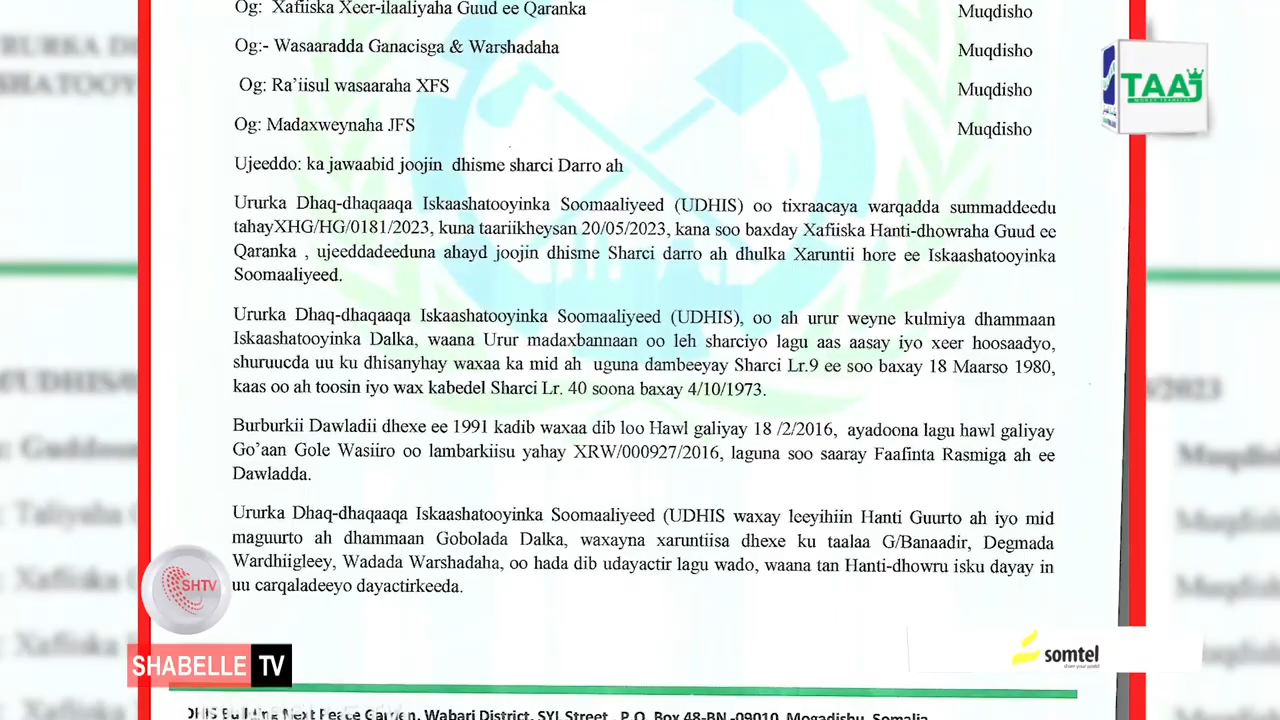 Og: Xafiiska Xeer-ilaaliyaha Guud ee Qaranka Muqdisho
Og:- Wasaaradda Ganacisga & Warshadaha Muqdisho
Og: Ra'iisul wasaaraha XFS Muqdisho
Og: Madaxweynaha JFS Muqdisho
TAAJ
Ujeeddo: ka jawaabid joojin dhisme sharci Darro ah
Ururka Dhaq-dhaqaaqa Iskaashatooyinka Soomaaliyeed (UDHIS) oo tixraacaya warqadda summaddeedu
tahayXHG/HG/0181/2023, kuna taariikheysan 20/05/2023, kana soo baxday Xafiiska Hanti-dhowraha Guud ee
Qaranka , ujeeddadeeduna ahayd joojin dhisme Sharci darro ah dhulka Xaruntii hore ee Iskaashatooyinka
Soomaaliyeed.
Ururka Dhaq-dhaqaaqa Iskaashatooyinka Soomaaliyeed (UDHIS), oo ah urur weyne kulmiya dhammaan
Iskaashatooyinka Dalka, waana Urur madaxbannaan oo leh sharciyo lagu aas aasay iyo xeer hoosaadyo,
shuruucda uu ku dhisanyhay waxaa ka mid ah uguna dambeeyay Sharci Lr.9 ee soo baxay 18 Maarso 1980,
kaas oo ah toosin iyo wax kabedel Sharci Lr. 40 soona baxay 4/10/1973.
Burburkii Dawladii dhexe ee 1991 kadib waxaa dib loo Hawl galiyay 18 /2/2016, ayadoona lagu hawl galiyay
Go'aan Gole Wasiiro oo lambarkiisu yahay XRW/000927/2016, laguna soo saaray Faafinta Rasmiga ah ee
Dawladda.
Ururka Dhaq-dhaqaaqa Iskaashatooyinka Soomaaliyeed (UDHIS waxay leeyihiin Hanti Guurto ah iyo mid
maguurto ah dhammaan Gobolada Dalka, waxayna xaruntiisa dhexe ku taalaa G/Banaadir, Degmada
Wardhiigleey, Wadada Warshadaha, oo hada dib udayactir lagu wado, waana tan Hanti-dhowru isku dayay in
uu carqaladeeyo dayactirkeeda.
SHTV
SHABELLE TV
somtel
Next Peace Garden, Wabari District, SYL Street , P.O. Box 48-BN -09010, Mogadishu, Somalia